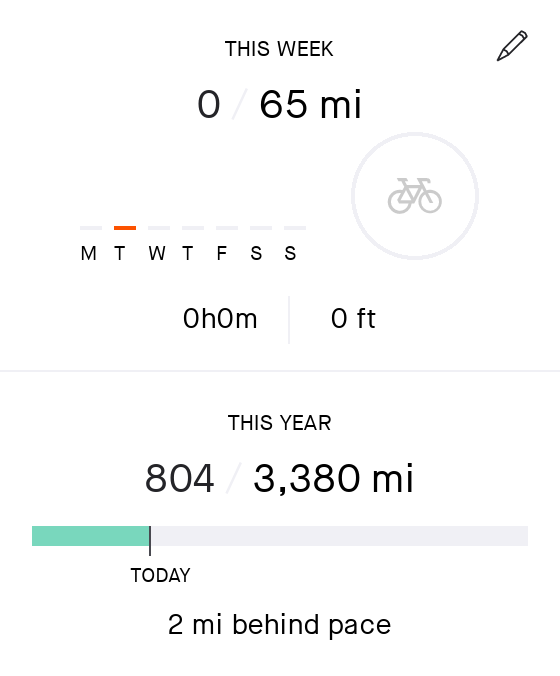 THIS WEEK
0 / 65 mi
M T W T F S S
0h0m
0 ft
THIS YEAR
804 / 3,380 mi
TODAY
2 mi behind pace